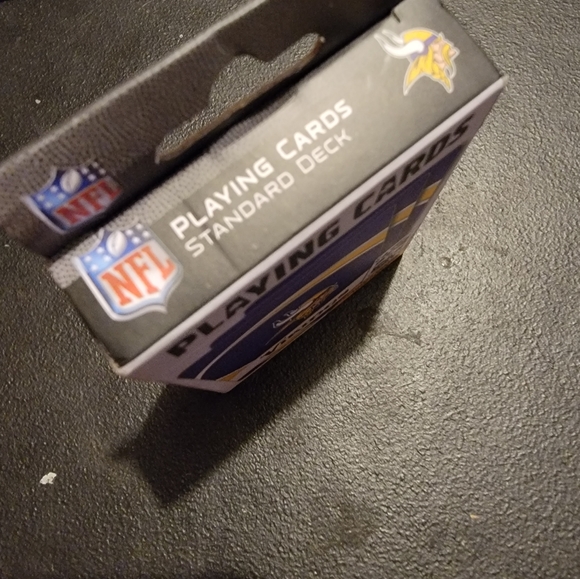 NFL
NFL
PLAYING CARDS
STANDARD DECK
PLAYING CARDS